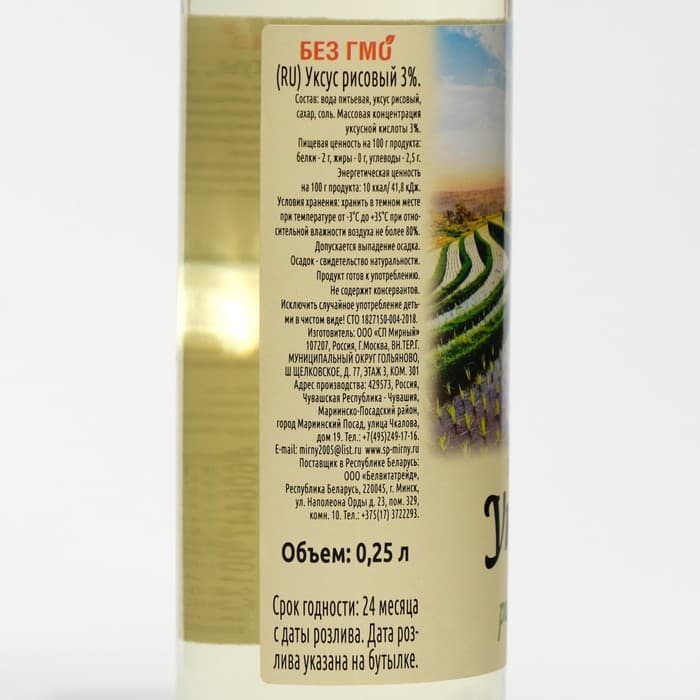 БЕЗ ГМО
(RU) Уксус рисовый 3%.
Состав: вода питьевая, уксус рисовый,
сахар, соль. Массовая концентрация
уксусной кислоты 3%.
Пищевая ценность на 100 г продукта:
белки - 2 г, жиры - 0 г, углеводы - 2,5 г.
Энергетическая ценность
на 100 г продукта: 10 ккал/ 41,8 кДж.
Условия хранения: хранить в темном месте
при температуре от -3°С до +35°С при отно-
сительной влажности воздуха не более 80%.
Допускается выпадение осадка.
Осадок - свидетельство натуральности.
Продукт готов к употреблению.
Не содержит консервантов.
Исключить случайное употребление деть-
ми в чистом виде! СТО 1827150-004-2018.
Изготовитель: ООО «СП Мирный»
107207, Россия, Г.Москва, ВН.ТЕР.Г.
МУНИЦИПАЛЬНЫЙ ОКРУГ ГОЛЬЯНОВО,
Ш ЩЕЛКОВСКОЕ, Д. 77, ЭТАЖ 3, КОМ. 301
Адрес производства: 429573, Россия,
Чувашская Республика - Чувашия,
Мариинско-Посадский район,
город Мариинский Посад, улица Чкалова,
дом 19. Тел.: +7(495)249-17-16.
E-mail: mirny2005@list.ru www.sp-mirny.ru
Поставщик в Республике Беларусь:
ООО «Белвитатрейд»,
Республика Беларусь, 220045, г. Минск,
ул. Наполеона Орды д. 23, пом. 329,
комн. 10. Тел.: +375(17) 3722293.
Объем: 0,25 л
Срок годности: 24 месяца
с даты розлива. Дата роз-
лива указана на бутылке.